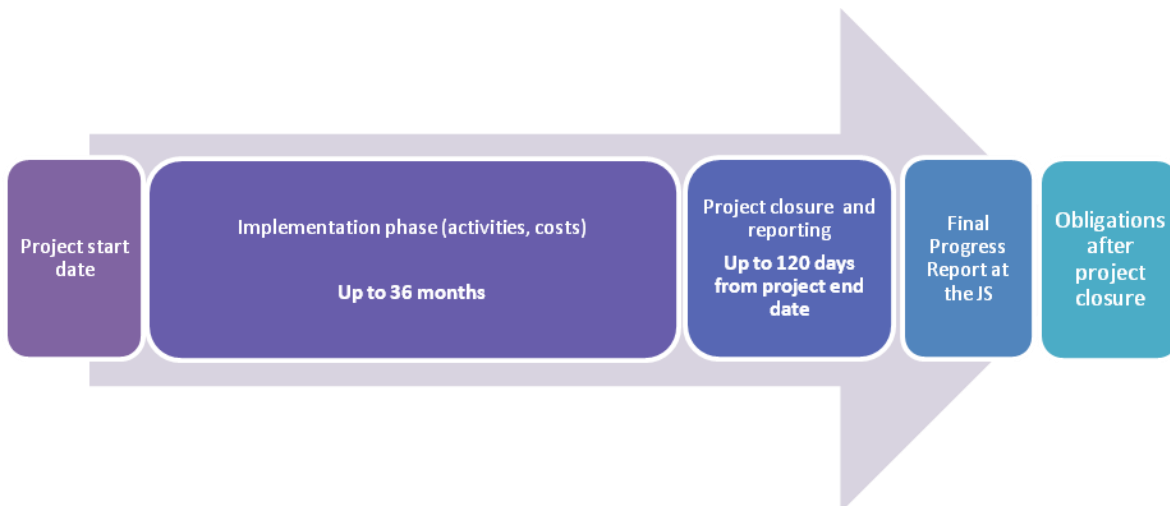 Project start
date
Implementation phase (activities, costs)
Up to 36 months
Project closure and
reporting
Up to 120 days
from project end
date
Final
Progress
Report at
the JS
Obligations
after
project
closure